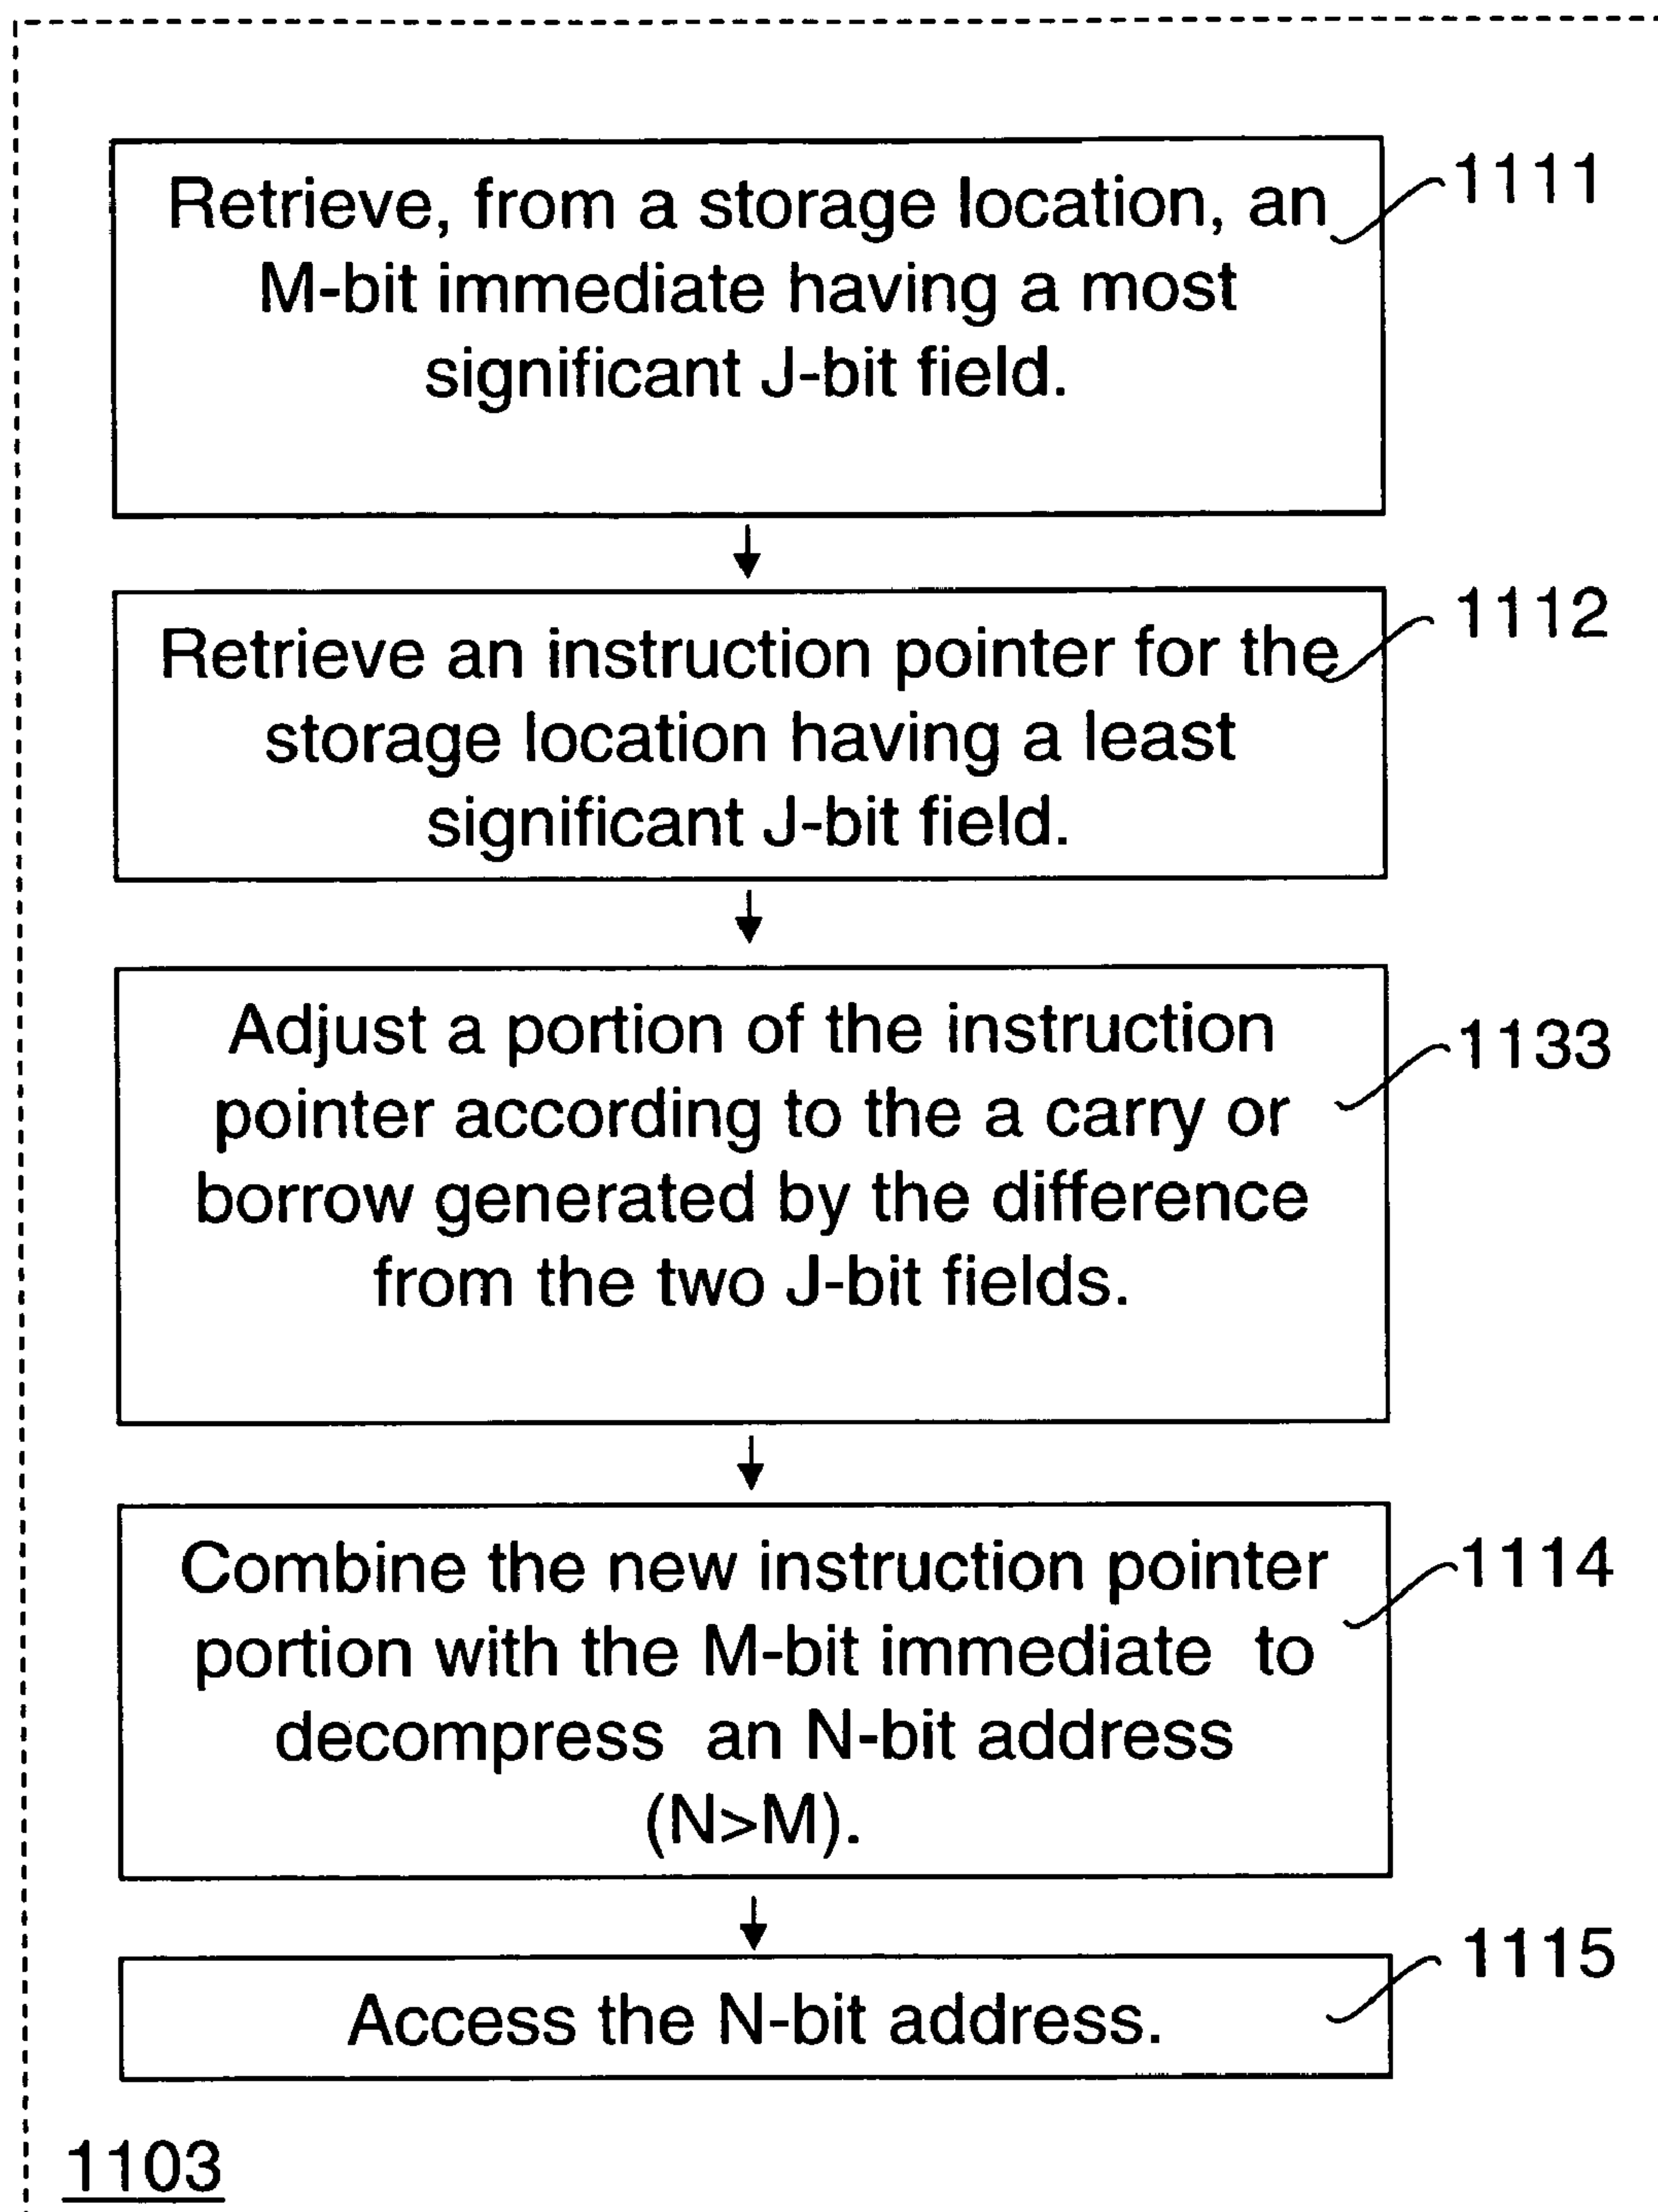 Retrieve, from a storage location, an
M-bit immediate having a most
significant J-bit field.
1111
Retrieve an instruction pointer for the
storage location having a least
significant J-bit field.
1112
Adjust a portion of the instruction
pointer according to the a carry or
borrow generated by the difference
from the two J-bit fields.
1133
Combine the new instruction pointer
portion with the M-bit immediate to
decompress an N-bit address
(N>M).
1114
Access the N-bit address.
1115
1103